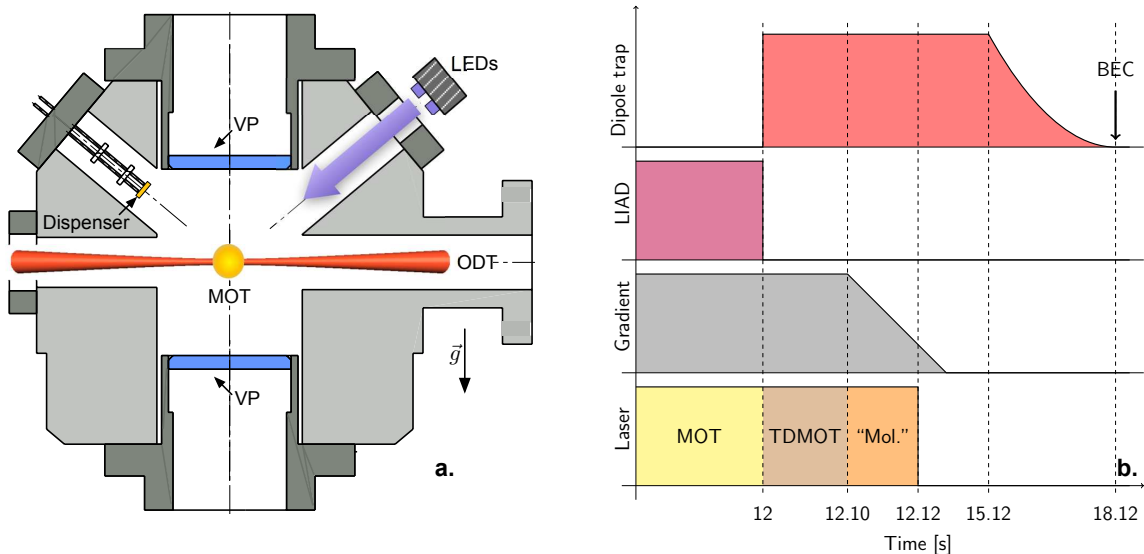 LEDs
VP
Dispenser
ODT
MOT
g
VP
a.
Dipole trap
BEC
LIAD
Gradient
Laser
MOT
TDMOT
“Mol.”
b.
12
12.10
12.12
15.12
18.12
Time [s]